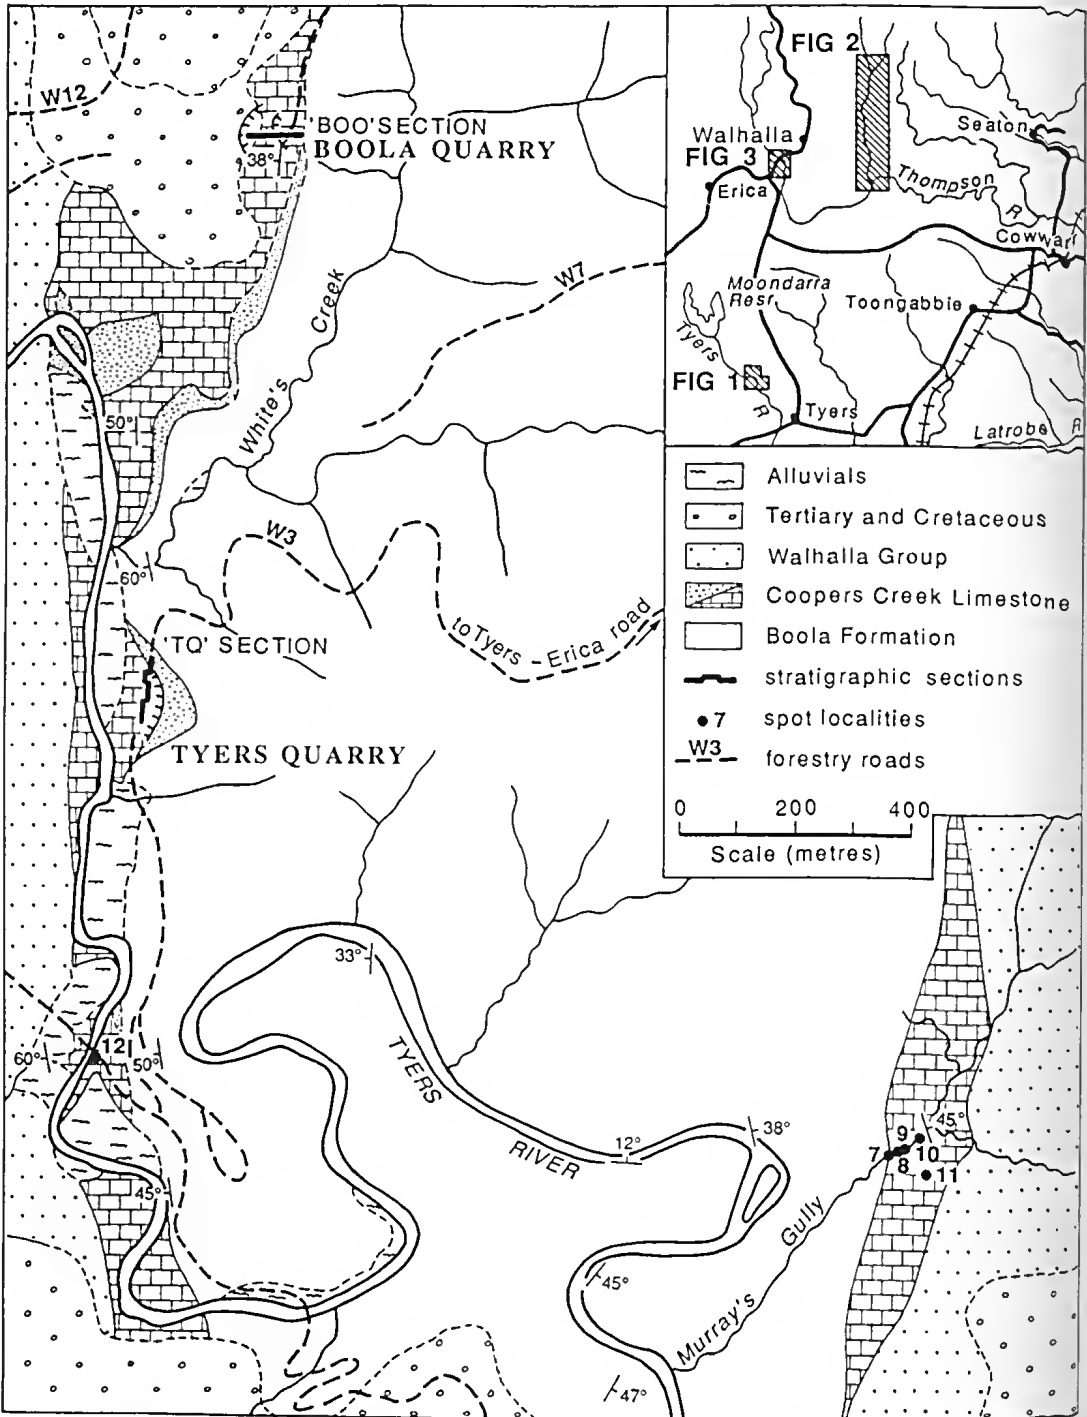 W12
'BOO' SECTION
BOOLA QUARRY
38°
White's Creek
W7
50°
W3
60°
to Tyers - Erica road
'TQ' SECTION
TYERS QUARRY
33°
TYERS RIVER
12
60°
50°
12°
38°
45°
9
7
8
10
11
45°
Murray's Gully
45°
47°
FIG 2
Walhalla
FIG 3
Erica
Seaton
Thompson R
Cowwarr
Moondarra
Resr.
Toongabbie
Tyers R
FIG 1
Tyers
Latrobe R
Alluvials
Tertiary and Cretaceous
Walhalla Group
Coopers Creek Limestone
Boola Formation
stratigraphic sections
7 spot localities
W3 forestry roads
0 200 400
Scale (metres)